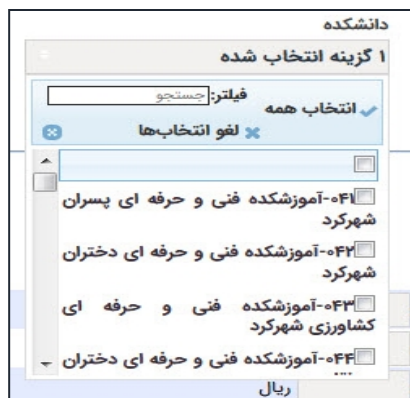 دانشکده
۱ گزینه انتخاب شده
فیلتر: جستجو
انتخاب همه
لغو انتخاب‌ها
۰۴۱-آموزشکده فنی و حرفه ای پسران
شهرکرد
۰۴۲-آموزشکده فنی و حرفه ای دختران
شهرکرد
۰۴۳-آموزشکده فنی و حرفه ای
کشاورزی شهرکرد
۰۴۴-آموزشکده فنی و حرفه ای دختران
ریال